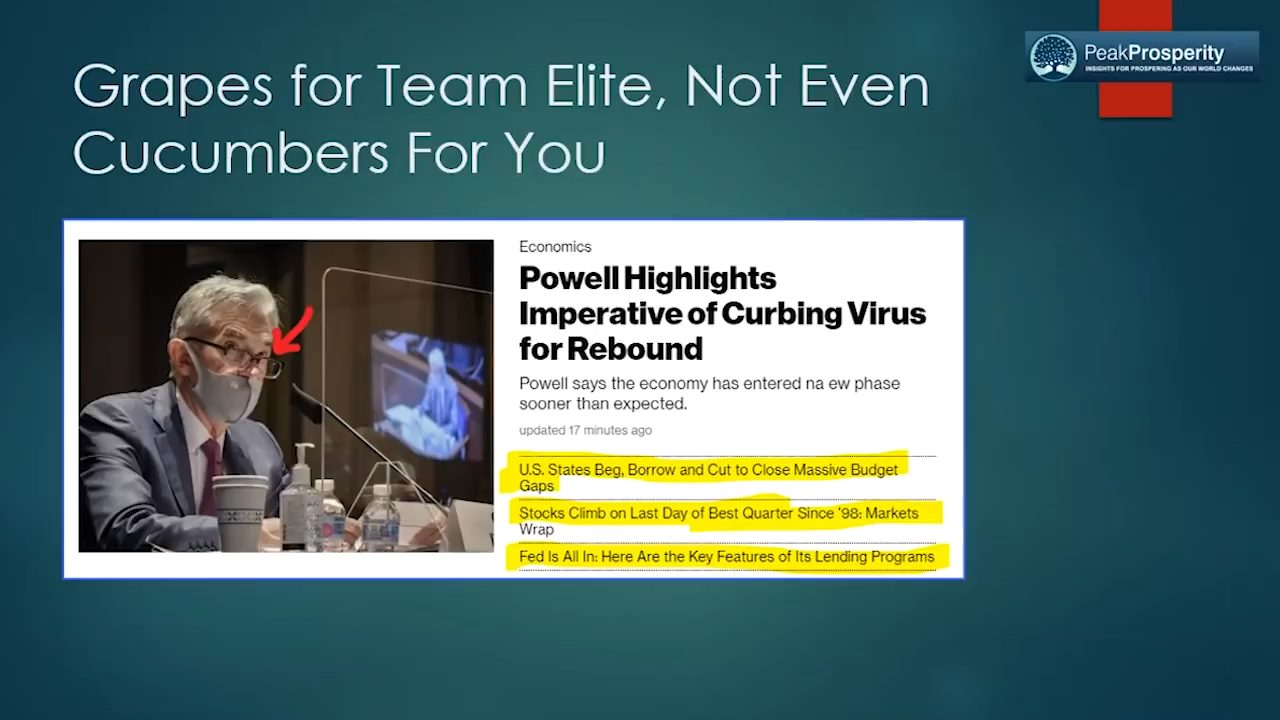 Grapes for Team Elite, Not Even
Cucumbers For You
PeakProsperity
INSIGHTS FOR PROSPERING AS OUR WORLD CHANGES
Economics
Powell Highlights
Imperative of Curbing Virus
for Rebound
Powell says the economy has entered na ew phase
sooner than expected.
updated 17 minutes ago
U.S. States Beg, Borrow and Cut to Close Massive Budget
Gaps
Stocks Climb on Last Day of Best Quarter Since '98: Markets
Wrap
Fed Is All In: Here Are the Key Features of Its Lending Programs